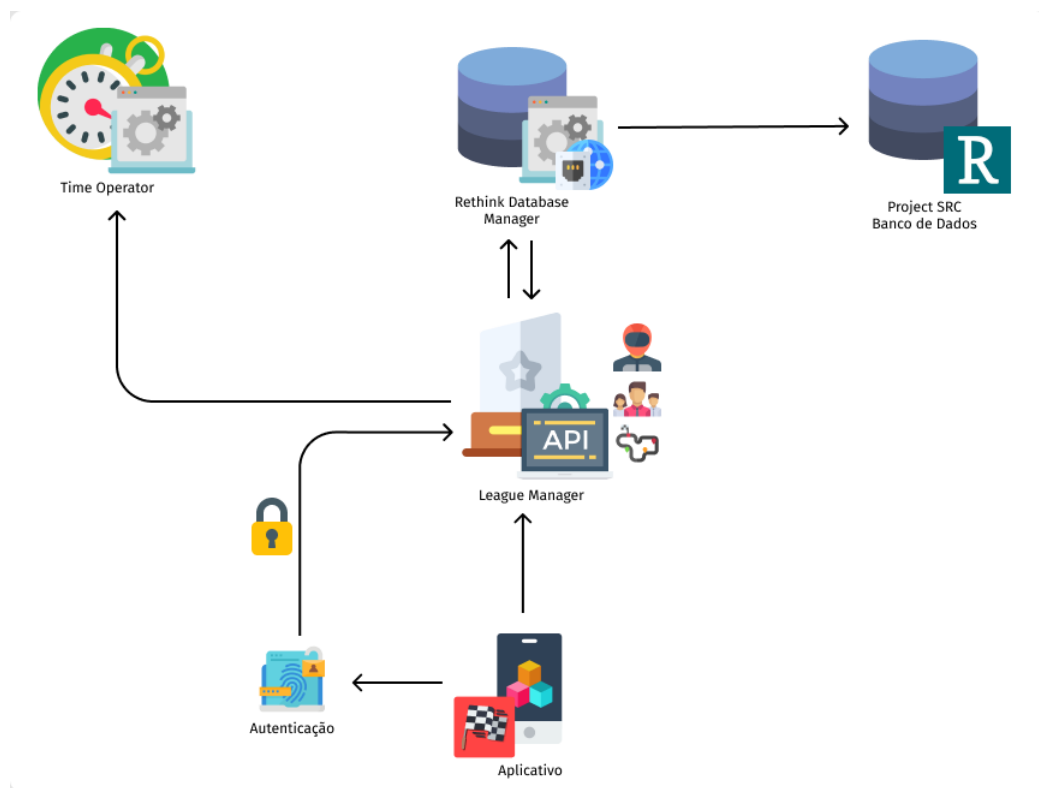 Time Operator
Rethink Database
Manager
R
Project SRC
Banco de Dados
API
League Manager
Autenticação
Aplicativo